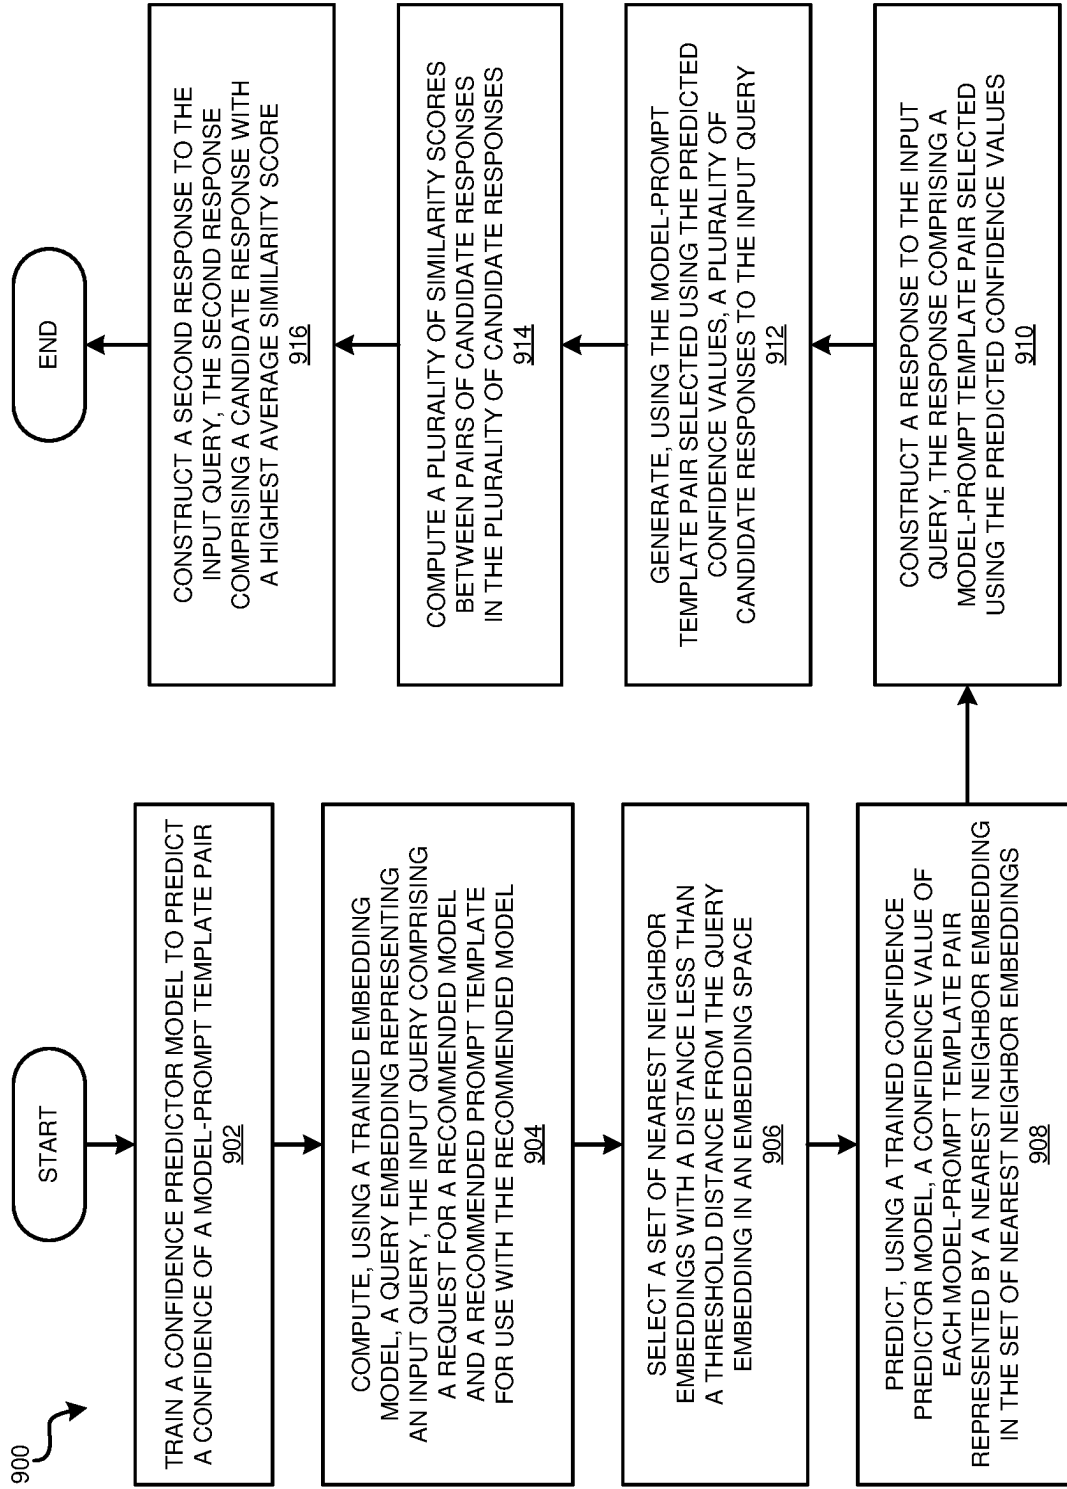 900
START
TRAIN A CONFIDENCE PREDICTOR MODEL TO PREDICT
A CONFIDENCE OF A MODEL-PROMPT TEMPLATE PAIR
902
COMPUTE, USING A TRAINED EMBEDDING
MODEL, A QUERY EMBEDDING REPRESENTING
AN INPUT QUERY, THE INPUT QUERY COMPRISING
A REQUEST FOR A RECOMMENDED MODEL
AND A RECOMMENDED PROMPT TEMPLATE
FOR USE WITH THE RECOMMENDED MODEL
904
SELECT A SET OF NEAREST NEIGHBOR
EMBEDDINGS WITH A DISTANCE LESS THAN
A THRESHOLD DISTANCE FROM THE QUERY
EMBEDDING IN AN EMBEDDING SPACE
906
PREDICT, USING A TRAINED CONFIDENCE
PREDICTOR MODEL, A CONFIDENCE VALUE OF
EACH MODEL-PROMPT TEMPLATE PAIR
REPRESENTED BY A NEAREST NEIGHBOR EMBEDDING
IN THE SET OF NEAREST NEIGHBOR EMBEDDINGS
908
CONSTRUCT A RESPONSE TO THE INPUT
QUERY, THE RESPONSE COMPRISING A
MODEL-PROMPT TEMPLATE PAIR SELECTED
USING THE PREDICTED CONFIDENCE VALUES
910
GENERATE, USING THE MODEL-PROMPT
TEMPLATE PAIR SELECTED USING THE PREDICTED
CONFIDENCE VALUES, A PLURALITY OF
CANDIDATE RESPONSES TO THE INPUT QUERY
912
COMPUTE A PLURALITY OF SIMILARITY SCORES
BETWEEN PAIRS OF CANDIDATE RESPONSES
IN THE PLURALITY OF CANDIDATE RESPONSES
914
CONSTRUCT A SECOND RESPONSE TO THE
INPUT QUERY, THE SECOND RESPONSE
COMPRISING A CANDIDATE RESPONSE WITH
A HIGHEST AVERAGE SIMILARITY SCORE
916
END